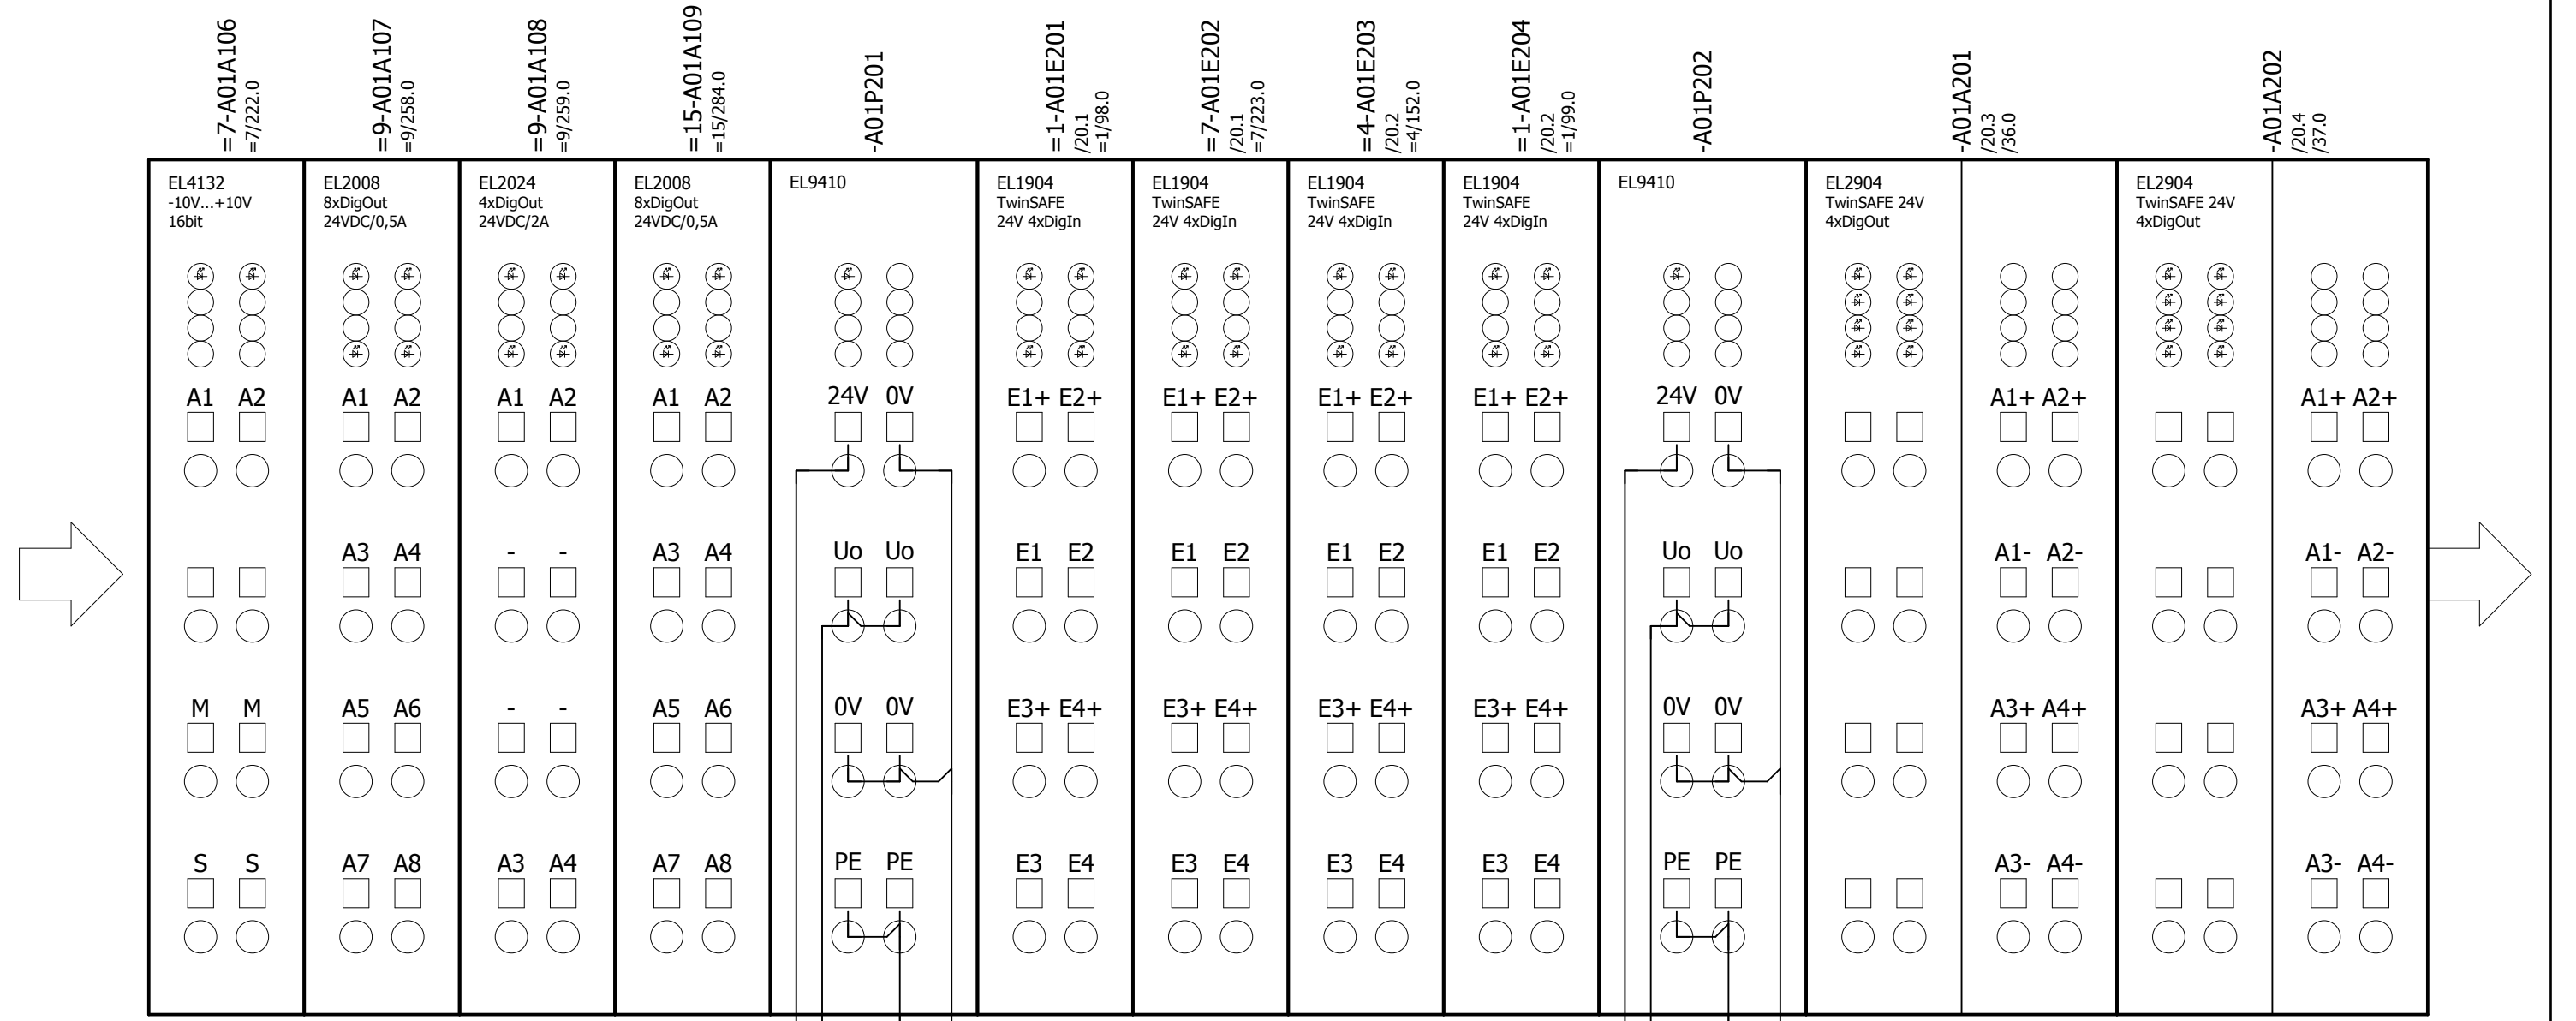 =7-A01A106
=7/222.0
=9-A01A107
=9/258.0
=9-A01A108
=9/259.0
=15-A01A109
=15/284.0
-A01P201
=1-A01E201
/20.1
=1/98.0
=7-A01E202
/20.1
=7/223.0
=4-A01E203
/20.2
=4/152.0
=1-A01E204
/20.2
=1/99.0
-A01P202
-A01A201
/20.3
/36.0
-A01A202
/20.4
/37.0
EL4132
-10V...+10V
16bit
EL2008
8xDigOut
24VDC/0,5A
EL2024
4xDigOut
24VDC/2A
EL2008
8xDigOut
24VDC/0,5A
EL9410
EL1904
TwinSAFE
24V 4xDigIn
EL1904
TwinSAFE
24V 4xDigIn
EL1904
TwinSAFE
24V 4xDigIn
EL1904
TwinSAFE
24V 4xDigIn
EL9410
EL2904
TwinSAFE 24V
4xDigOut
EL2904
TwinSAFE 24V
4xDigOut
A1 A2 A1 A2 A1 A2 A1 A2 24V 0V E1+ E2+ E1+ E2+ E1+ E2+ E1+ E2+ 24V 0V A1+ A2+ A1+ A2+
A3 A4 - - A3 A4 Uo Uo E1 E2 E1 E2 E1 E2 E1 E2 Uo Uo A1- A2- A1- A2-
M M A5 A6 - - A5 A6 0V 0V E3+ E4+ E3+ E4+ E3+ E4+ E3+ E4+ 0V 0V A3+ A4+ A3+ A4+
S S A7 A8 A3 A4 A7 A8 PE PE E3 E4 E3 E4 E3 E4 E3 E4 PE PE A3- A4- A3- A4-